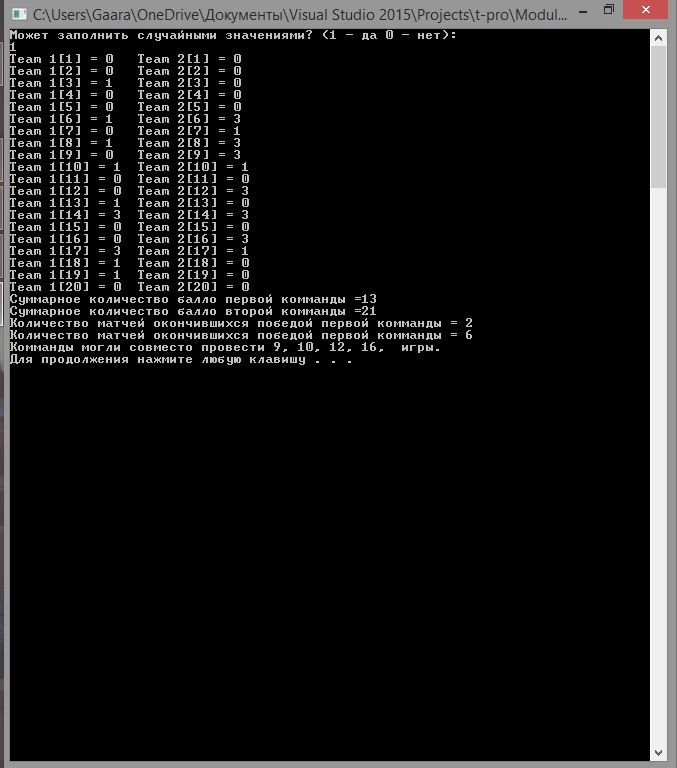 C:\Users\Gaara\OneDrive\Документы\Visual Studio 2015\Projects\t-pro\Modul...
Может заполнить случайными значениями? (1 - да 0 - нет):
1
Team 1[1] = 0 Team 2[1] = 0
Team 1[2] = 0 Team 2[2] = 0
Team 1[3] = 1 Team 2[3] = 0
Team 1[4] = 0 Team 2[4] = 0
Team 1[5] = 0 Team 2[5] = 0
Team 1[6] = 1 Team 2[6] = 3
Team 1[7] = 0 Team 2[7] = 1
Team 1[8] = 1 Team 2[8] = 3
Team 1[9] = 0 Team 2[9] = 3
Team 1[10] = 1 Team 2[10] = 1
Team 1[11] = 0 Team 2[11] = 0
Team 1[12] = 0 Team 2[12] = 3
Team 1[13] = 1 Team 2[13] = 0
Team 1[14] = 3 Team 2[14] = 3
Team 1[15] = 0 Team 2[15] = 0
Team 1[16] = 0 Team 2[16] = 3
Team 1[17] = 3 Team 2[17] = 1
Team 1[18] = 1 Team 2[18] = 0
Team 1[19] = 1 Team 2[19] = 0
Team 1[20] = 0 Team 2[20] = 0
Суммарное количество балло первой комманды =13
Суммарное количество балло второй комманды =21
Количество матчей окончившихся победой первой комманды = 2
Количество матчей окончившихся победой первой комманды = 6
Комманды могли совместо провести 9, 10, 12, 16, игры.
Для продолжения нажмите любую клавишу . . .